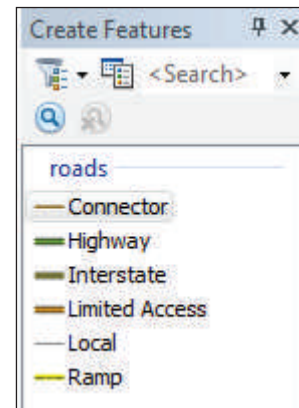 Create Features
<Search>
roads
Connector
Highway
Interstate
Limited Access
Local
Ramp